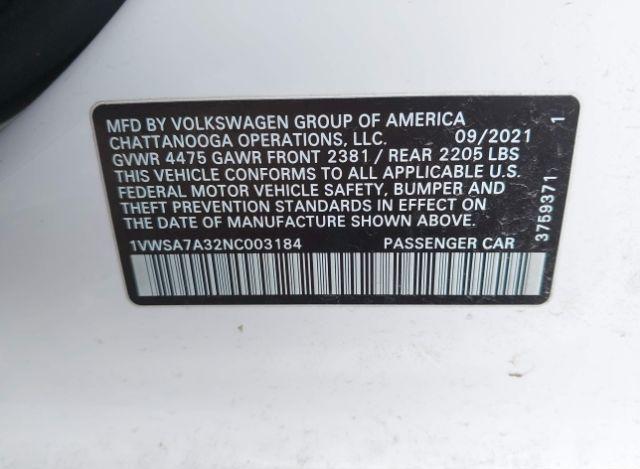 MFD BY VOLKSWAGEN GROUP OF AMERICA
CHATTANOOGA OPERATIONS, LLC. 09/2021
GVWR 4475 GAWR FRONT 2381 / REAR 2205 LBS
THIS VEHICLE CONFORMS TO ALL APPLICABLE U.S.
FEDERAL MOTOR VEHICLE SAFETY, BUMPER AND
THEFT PREVENTION STANDARDS IN EFFECT ON
THE DATE OF MANUFACTURE SHOWN ABOVE.
1VWSA7A32NC003184 PASSENGER CAR
3759371 1